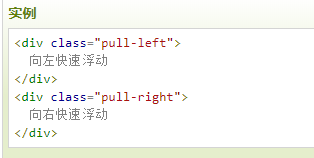 实例
<div class="pull-left">
向左快速浮动
</div>
<div class="pull-right">
向右快速浮动
</div>